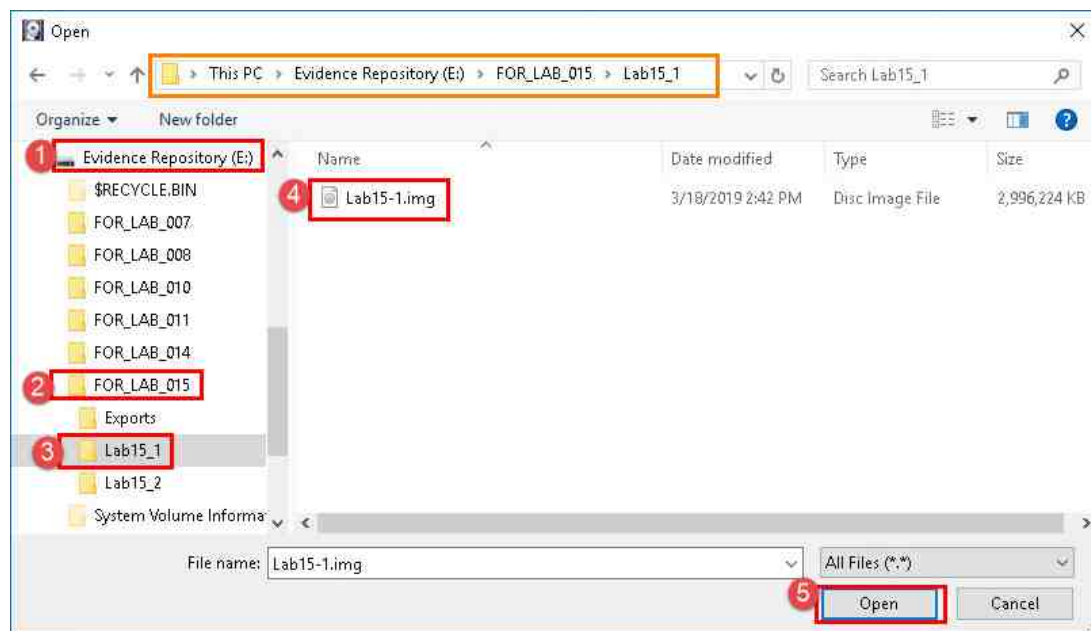 Open
This PC > Evidence Repository (E:) > FOR_LAB_015 > Lab15_1
Search Lab15_1
Organize New folder
1 Evidence Repository (E:)
$RECYCLE.BIN
FOR_LAB_007
FOR_LAB_008
FOR_LAB_010
FOR_LAB_011
FOR_LAB_014
2 FOR_LAB_015
Exports
3 Lab15_1
Lab15_2
System Volume Informa
Name Date modified Type Size
4 Lab15-1.img 3/18/2019 2:42 PM Disc Image File 2,996,224 KB
File name: Lab15-1.img All Files (*.*)
5 Open Cancel